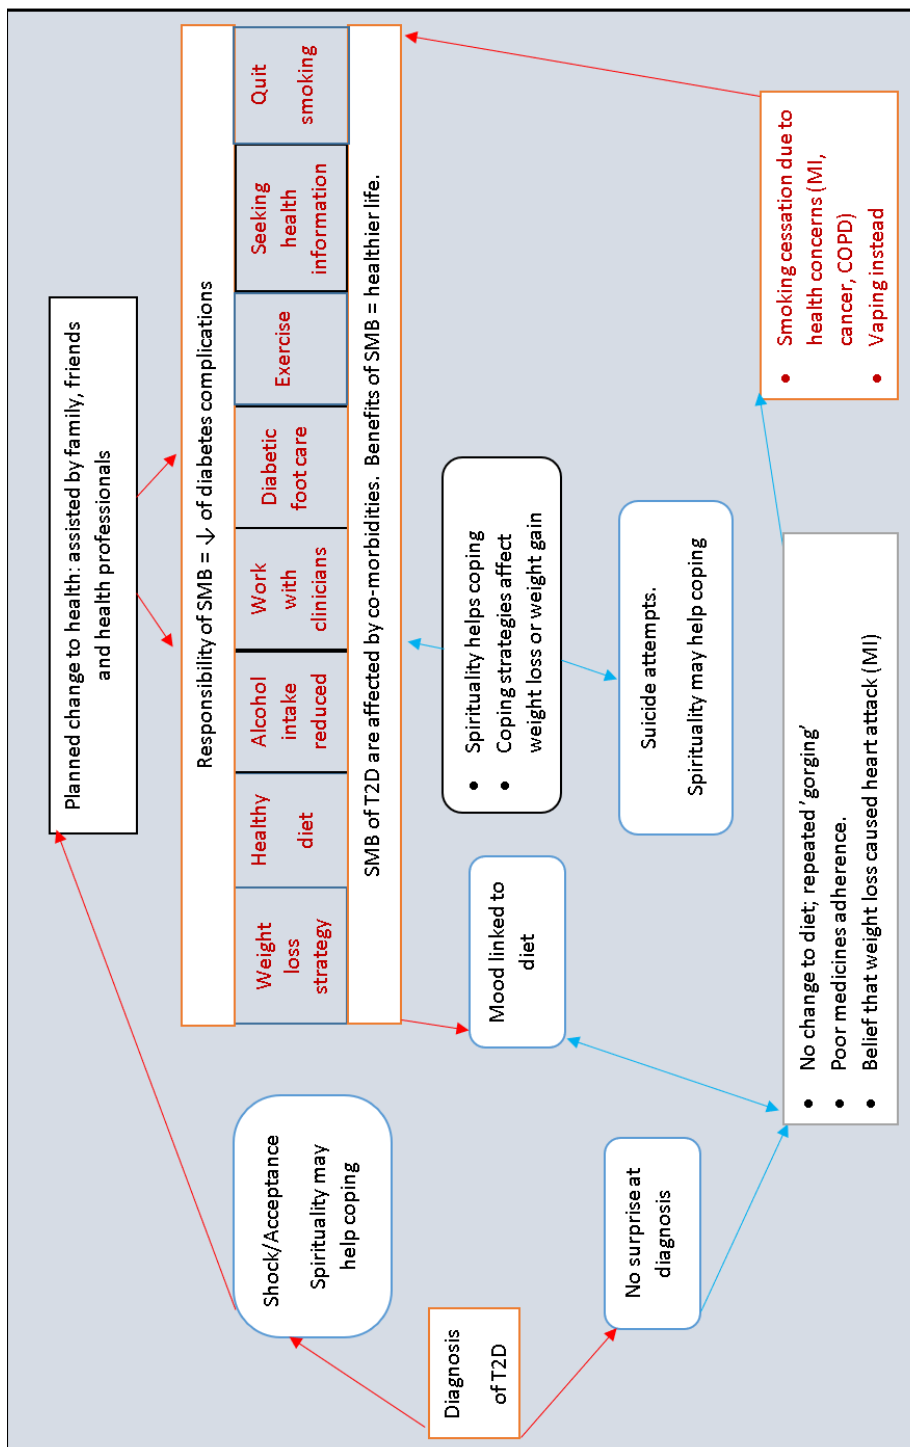 Diagnosis
of T2D
Shock/Acceptance
Spirituality may
help coping
No surprise at
diagnosis
Planned change to health: assisted by family, friends
and health professionals
Responsibility of SMB = ↓ of diabetes complications
Weight
loss
strategy
Healthy
diet
Alcohol
intake
reduced
Work
with
clinicians
Diabetic
foot care
Exercise
Seeking
health
information
Quit
smoking
SMB of T2D are affected by co-morbidities. Benefits of SMB = healthier life.
Mood linked to
diet
• Spirituality helps coping
• Coping strategies affect
weight loss or weight gain
Suicide attempts.
Spirituality may help coping
• No change to diet; repeated 'gorging'
• Poor medicines adherence.
• Belief that weight loss caused heart attack (MI)
• Smoking cessation due to
health concerns (MI,
cancer, COPD)
• Vaping instead